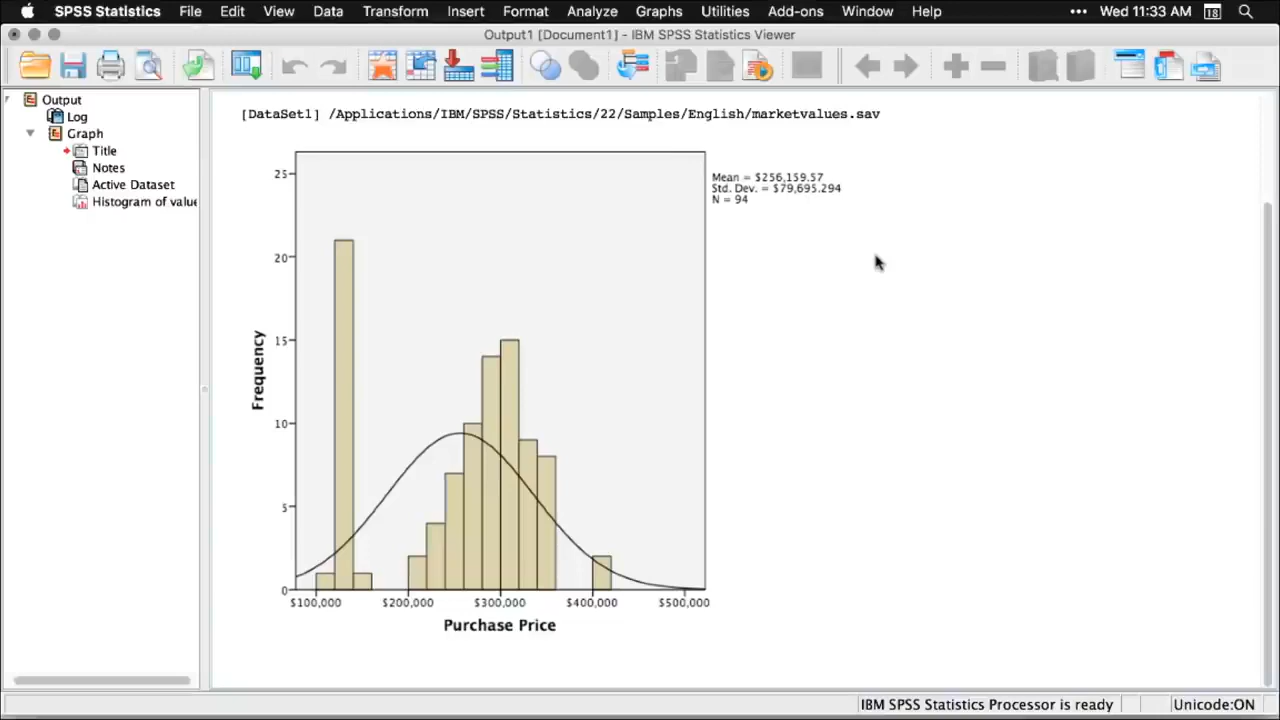 SPSS Statistics File Edit View Data Transform Insert Format Analyze Graphs Utilities Add-ons Window Help ••• Wed 11:33 AM 18
Output1 [Document1] - IBM SPSS Statistics Viewer
Output
Log
Graph
Title
Notes
Active Dataset
Histogram of value
[DataSet1] /Applications/IBM/SPSS/Statistics/22/Samples/English/marketvalues.sav
Mean = $256,159.57
Std. Dev. = $79,695.294
N = 94
Frequency
25
20
15
10
5
0
$100,000 $200,000 $300,000 $400,000 $500,000
Purchase Price
IBM SPSS Statistics Processor is ready Unicode:ON